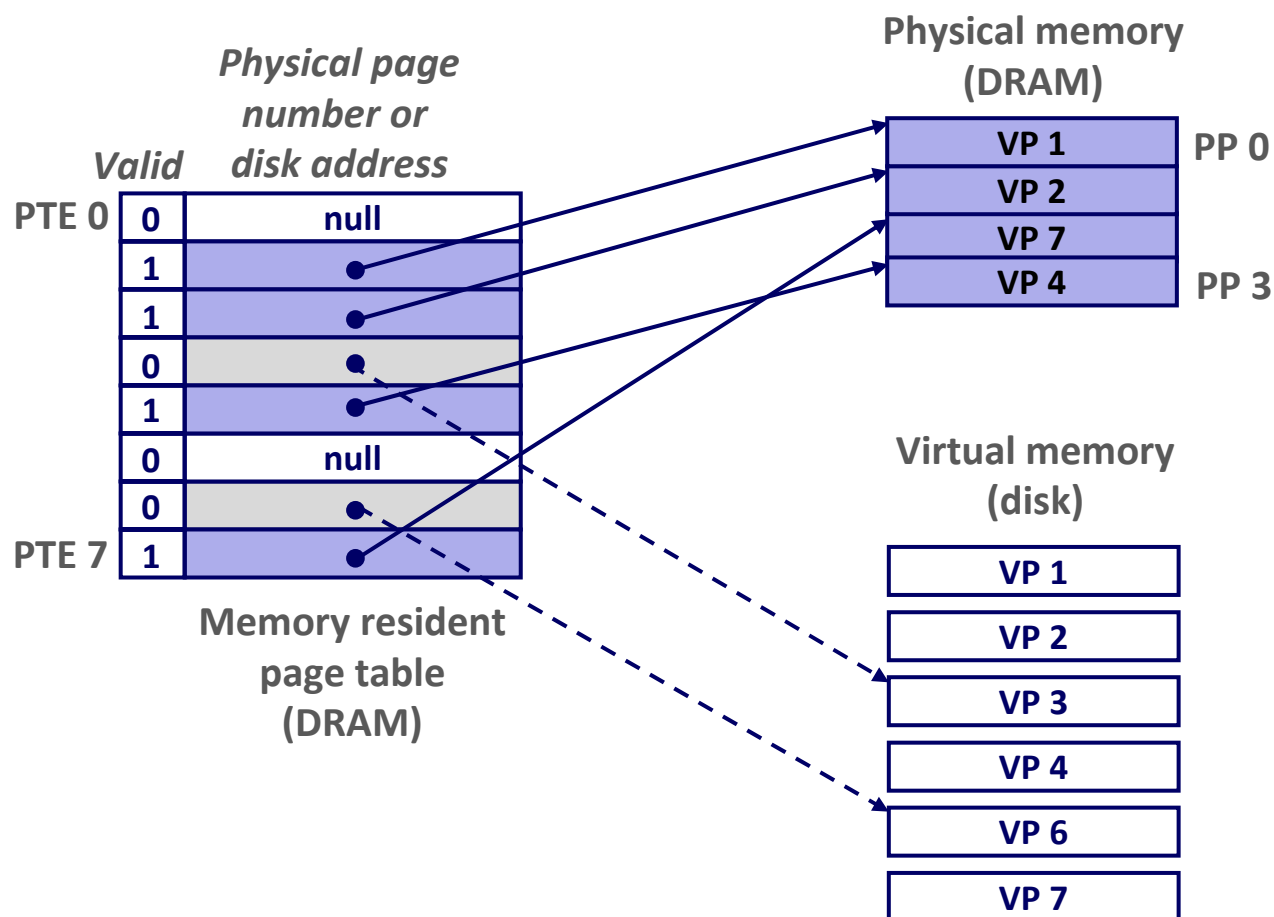 Physical page
number or
disk address
Valid
PTE 0
0
null
1
1
0
1
0
null
0
PTE 7
1
Memory resident
page table
(DRAM)
Physical memory
(DRAM)
VP 1
PP 0
VP 2
VP 7
VP 4
PP 3
Virtual memory
(disk)
VP 1
VP 2
VP 3
VP 4
VP 6
VP 7